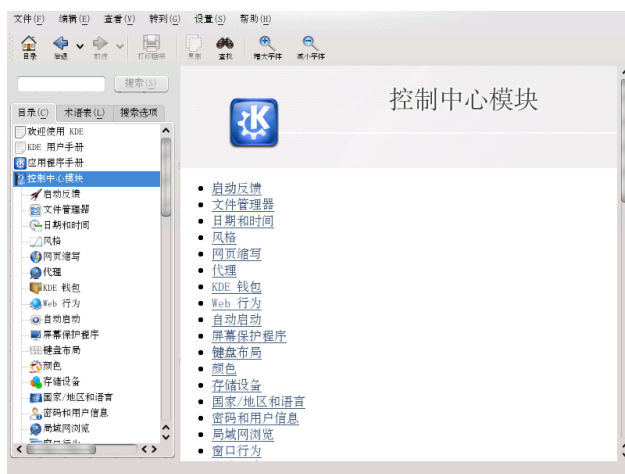 文件(F) 编辑(E) 查看(V) 转到(G) 设置(S) 帮助(H)
目录 后退 前进 打印目录 复制 查找 增大字体 减小字体
搜索(S)
目录(C) 术语表(L) 搜索选项
欢迎使用 KDE
KDE 用户手册
应用程序手册
控制中心模块
启动反馈
文件管理器
日期和时间
风格
网页缩写
代理
KDE 钱包
Web 行为
自动启动
屏幕保护程序
键盘布局
颜色
存储设备
国家/地区和语言
密码和用户信息
局域网浏览
窗口行为
控制中心模块
启动反馈
文件管理器
日期和时间
风格
网页缩写
代理
KDE 钱包
Web 行为
自动启动
屏幕保护程序
键盘布局
颜色
存储设备
国家/地区和语言
密码和用户信息
局域网浏览
窗口行为